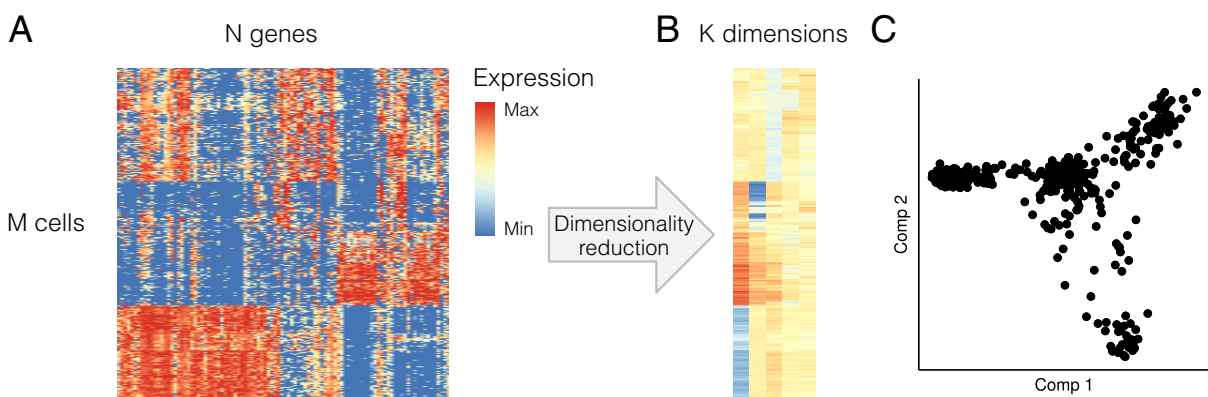 A
N genes
Expression
Max
Min
M cells
Dimensionality
reduction
B
K dimensions
C
Comp 2
Comp 1